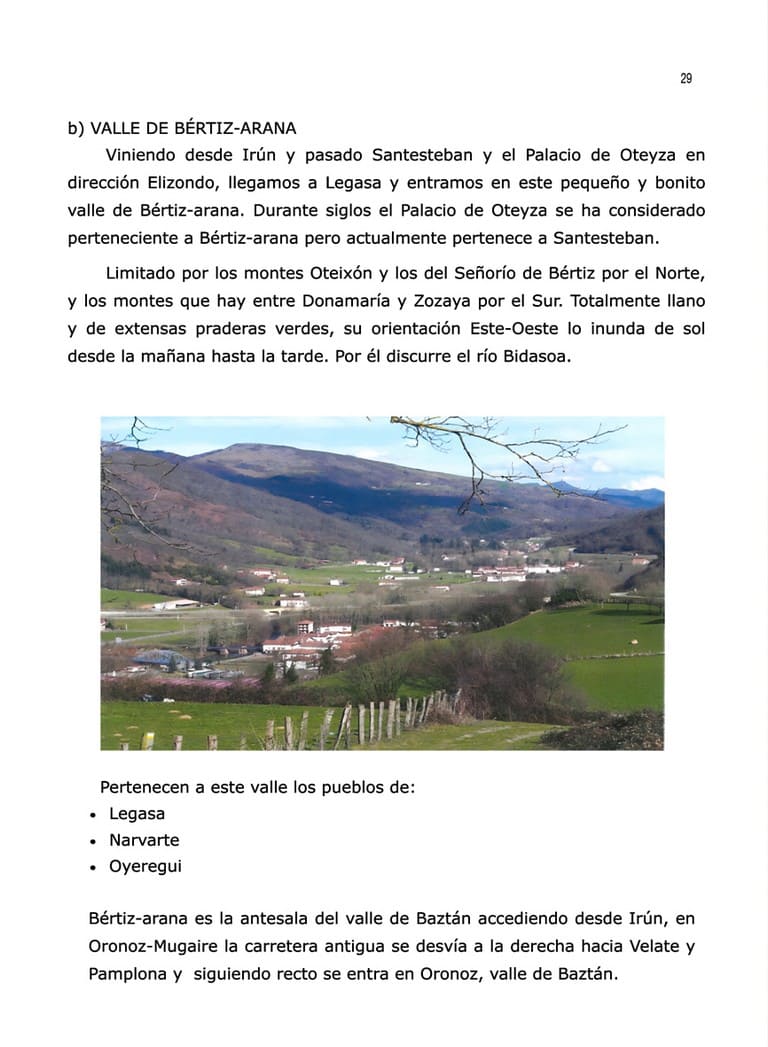 29
b) VALLE DE BÉRTIZ-ARANA
Viniendo desde Irún y pasado Santesteban y el Palacio de Oteyza en
dirección Elizondo, llegamos a Legasa y entramos en este pequeño y bonito
valle de Bértiz-arana. Durante siglos el Palacio de Oteyza se ha considerado
perteneciente a Bértiz-arana pero actualmente pertenece a Santesteban.
Limitado por los montes Oteixón y los del Señorío de Bértiz por el Norte,
y los montes que hay entre Donamaría y Zozaya por el Sur. Totalmente llano
y de extensas praderas verdes, su orientación Este-Oeste lo inunda de sol
desde la mañana hasta la tarde. Por él discurre el río Bidasoa.
Pertenecen a este valle los pueblos de:
• Legasa
• Narvarte
• Oyeregui
Bértiz-arana es la antesala del valle de Baztán accediendo desde Irún, en
Oronoz-Mugaire la carretera antigua se desvía a la derecha hacia Velate y
Pamplona y siguiendo recto se entra en Oronoz, valle de Baztán.